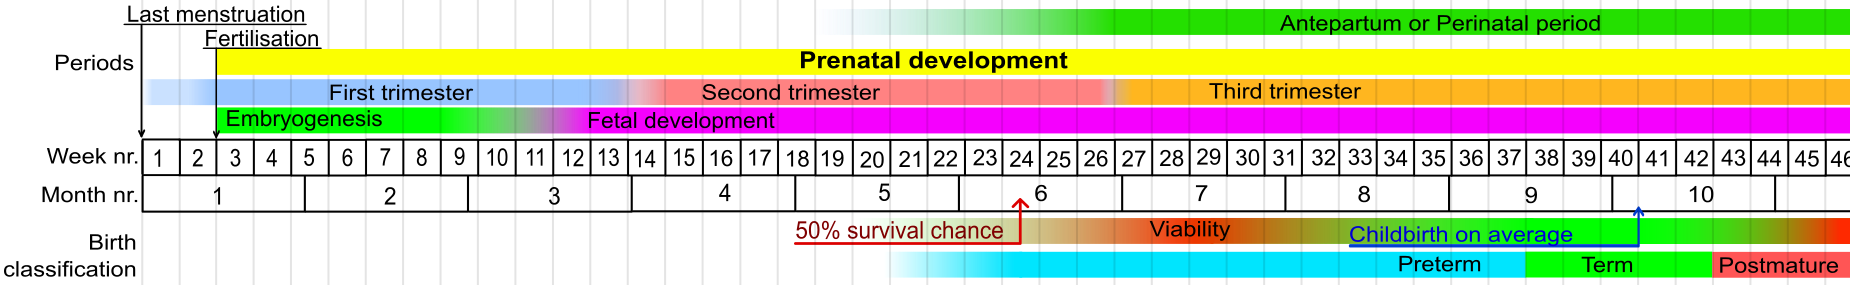 Last menstruation
Antepartum or Perinatal period
Fertilisation
Periods
Prenatal development
First trimester Second trimester Third trimester
Embryogenesis Fetal development
Week nr. 1 2 3 4 5 6 7 8 9 10 11 12 13 14 15 16 17 18 19 20 21 22 23 24 25 26 27 28 29 30 31 32 33 34 35 36 37 38 39 40 41 42 43 44 45 46
Month nr. 1 2 3 4 5 6 7 8 9 10
50% survival chance Viability Childbirth on average
Birth
classification
Preterm Term Postmature